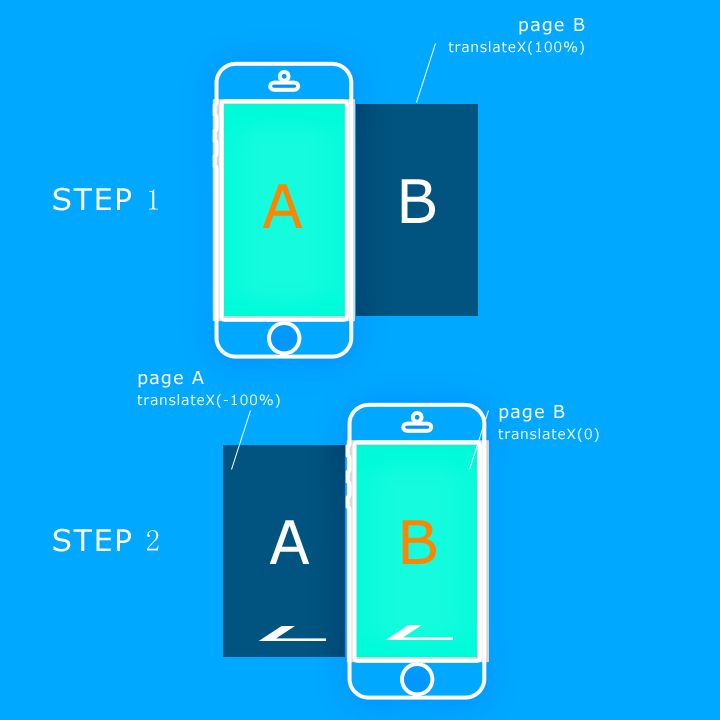 page B
translateX(100%)
STEP 1
A
B
page A
translateX(-100%)
page B
translateX(0)
STEP 2
A
B